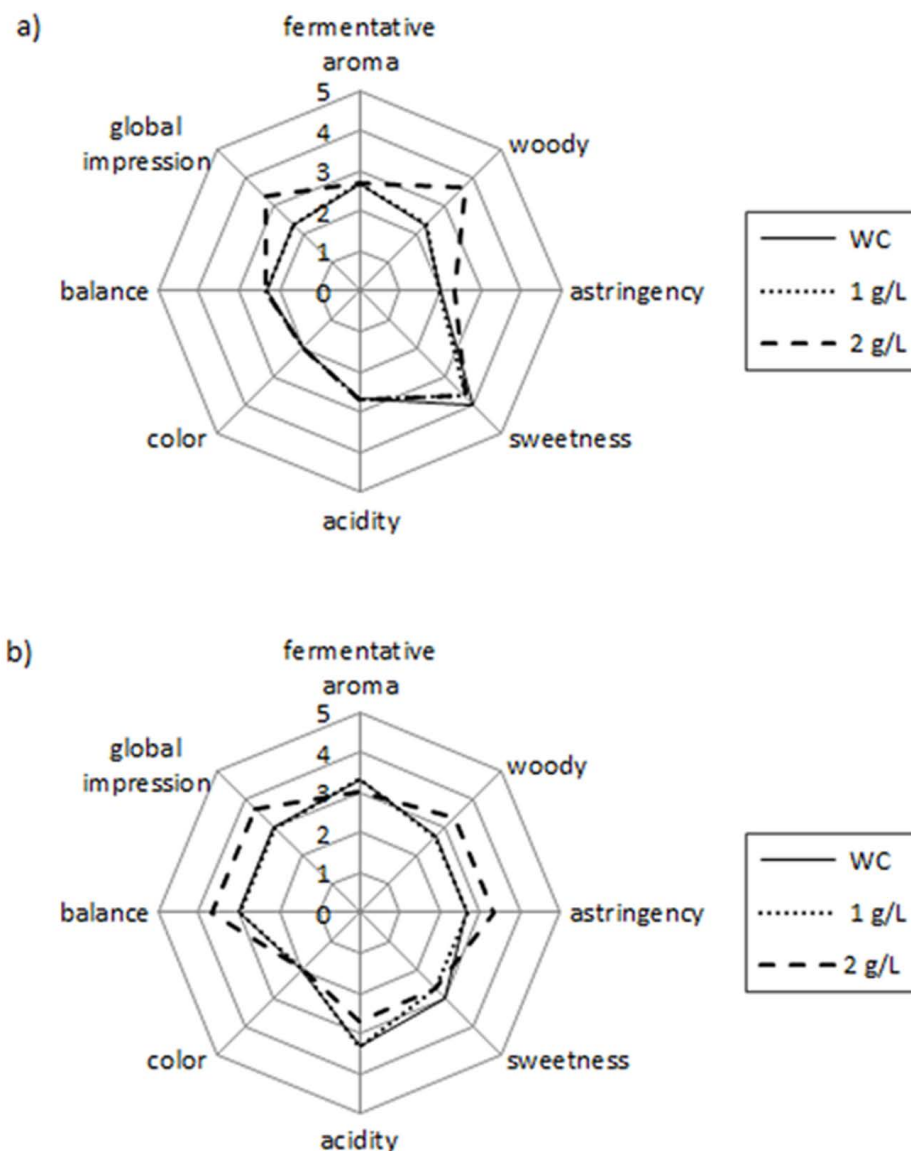 a)
fermentative
aroma
5
4
3
2
1
0
global
impression
woody
balance
astringency
color
sweetness
acidity
WC
1 g/L
2 g/L
b)
fermentative
aroma
5
4
3
2
1
0
global
impression
woody
balance
astringency
color
sweetness
acidity
WC
1 g/L
2 g/L